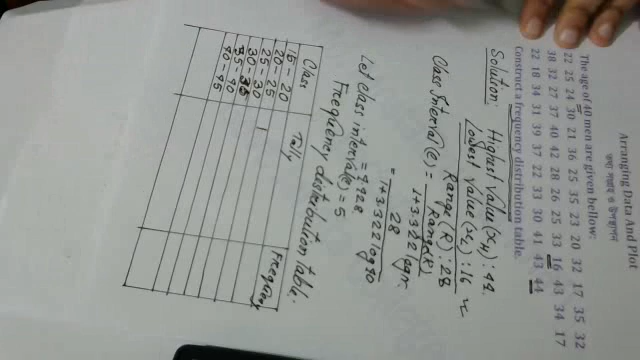 Arranging Data And Plot
The age of 40 men are given bellow:
22 25 24 30 21 36 25 35 23 20 32 17 35 32
38 32 27 37 40 42 28 26 25 33 16 43 34 17
22 18 34 31 39 37 22 33 30 41 43 44
Construct a frequency distribution table.
Solution: Highest value (xH) : 44
Lowest value (xL) : 16
Range (R) : 28
Class Interval (c) = Range(R)
1+3.322 logn
= 28
1+3.322 log 40
= 4.428
Let class interval (c) = 5
Frequency distribution table.
Class Tally Frequency
15 - 20
20 - 25
25 - 30
30 - 35
35 - 40
40 - 45